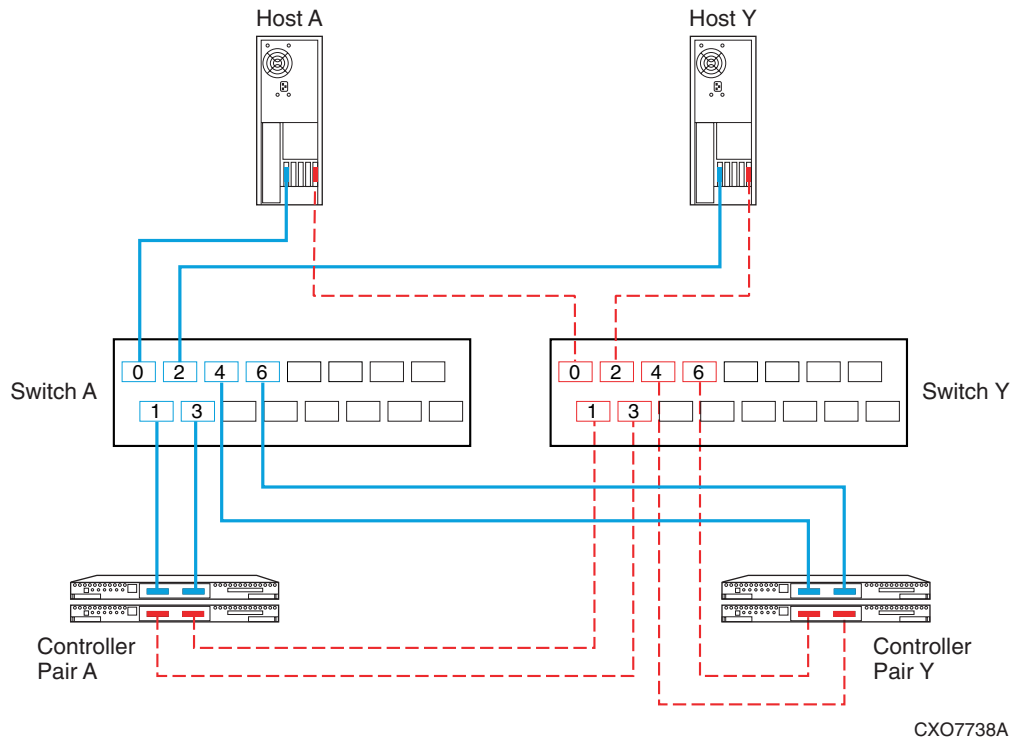 Host A
Host Y
0 2 4 6
0 2 4 6
Switch A
Switch Y
1 3
1 3
Controller
Pair A
Controller
Pair Y
CXO7738A